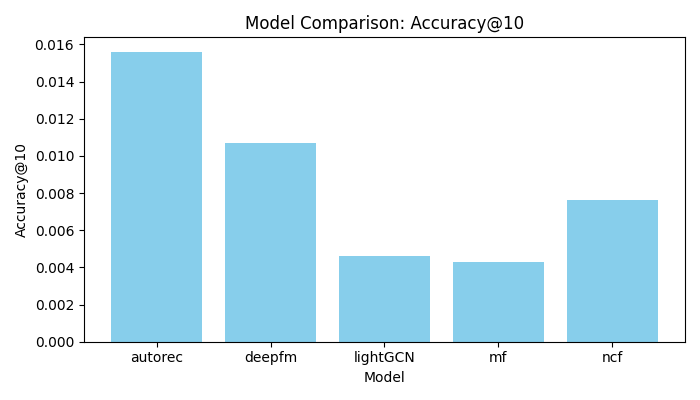 Model Comparison: Accuracy@10
Accuracy@10
0.016
0.014
0.012
0.010
0.008
0.006
0.004
0.002
0.000
autorec deepfm lightGCN mf ncf
Model